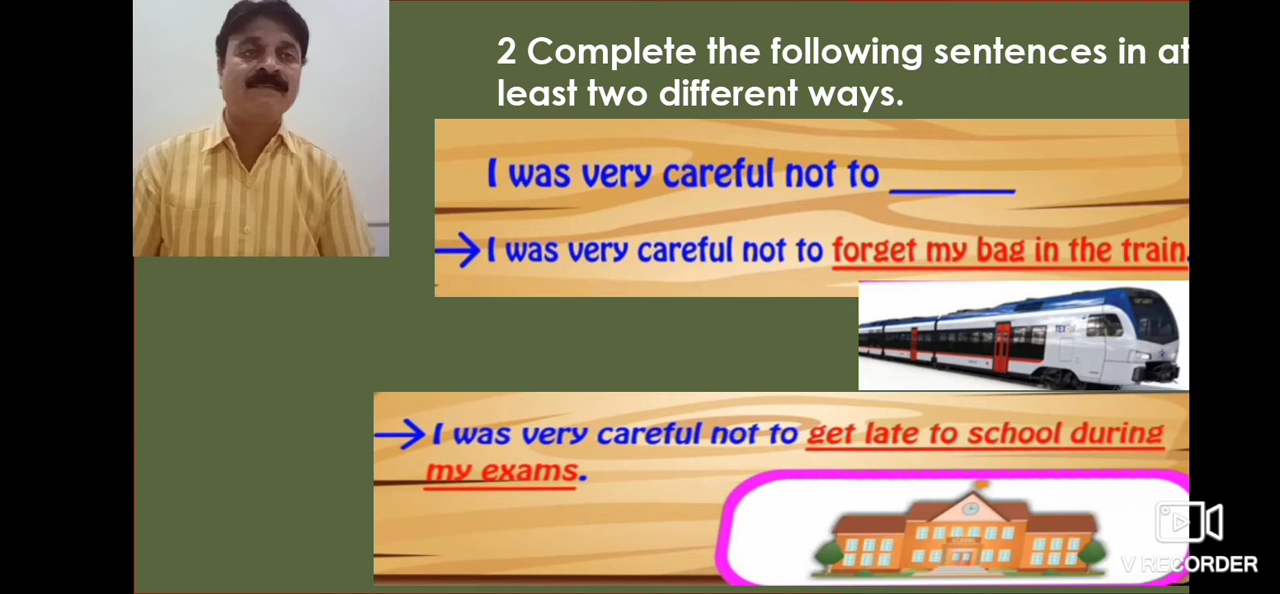 2 Complete the following sentences in at
least two different ways.
I was very careful not to ______
→ I was very careful not to forget my bag in the train.
→ I was very careful not to get late to school during
my exams.
V RECORDER